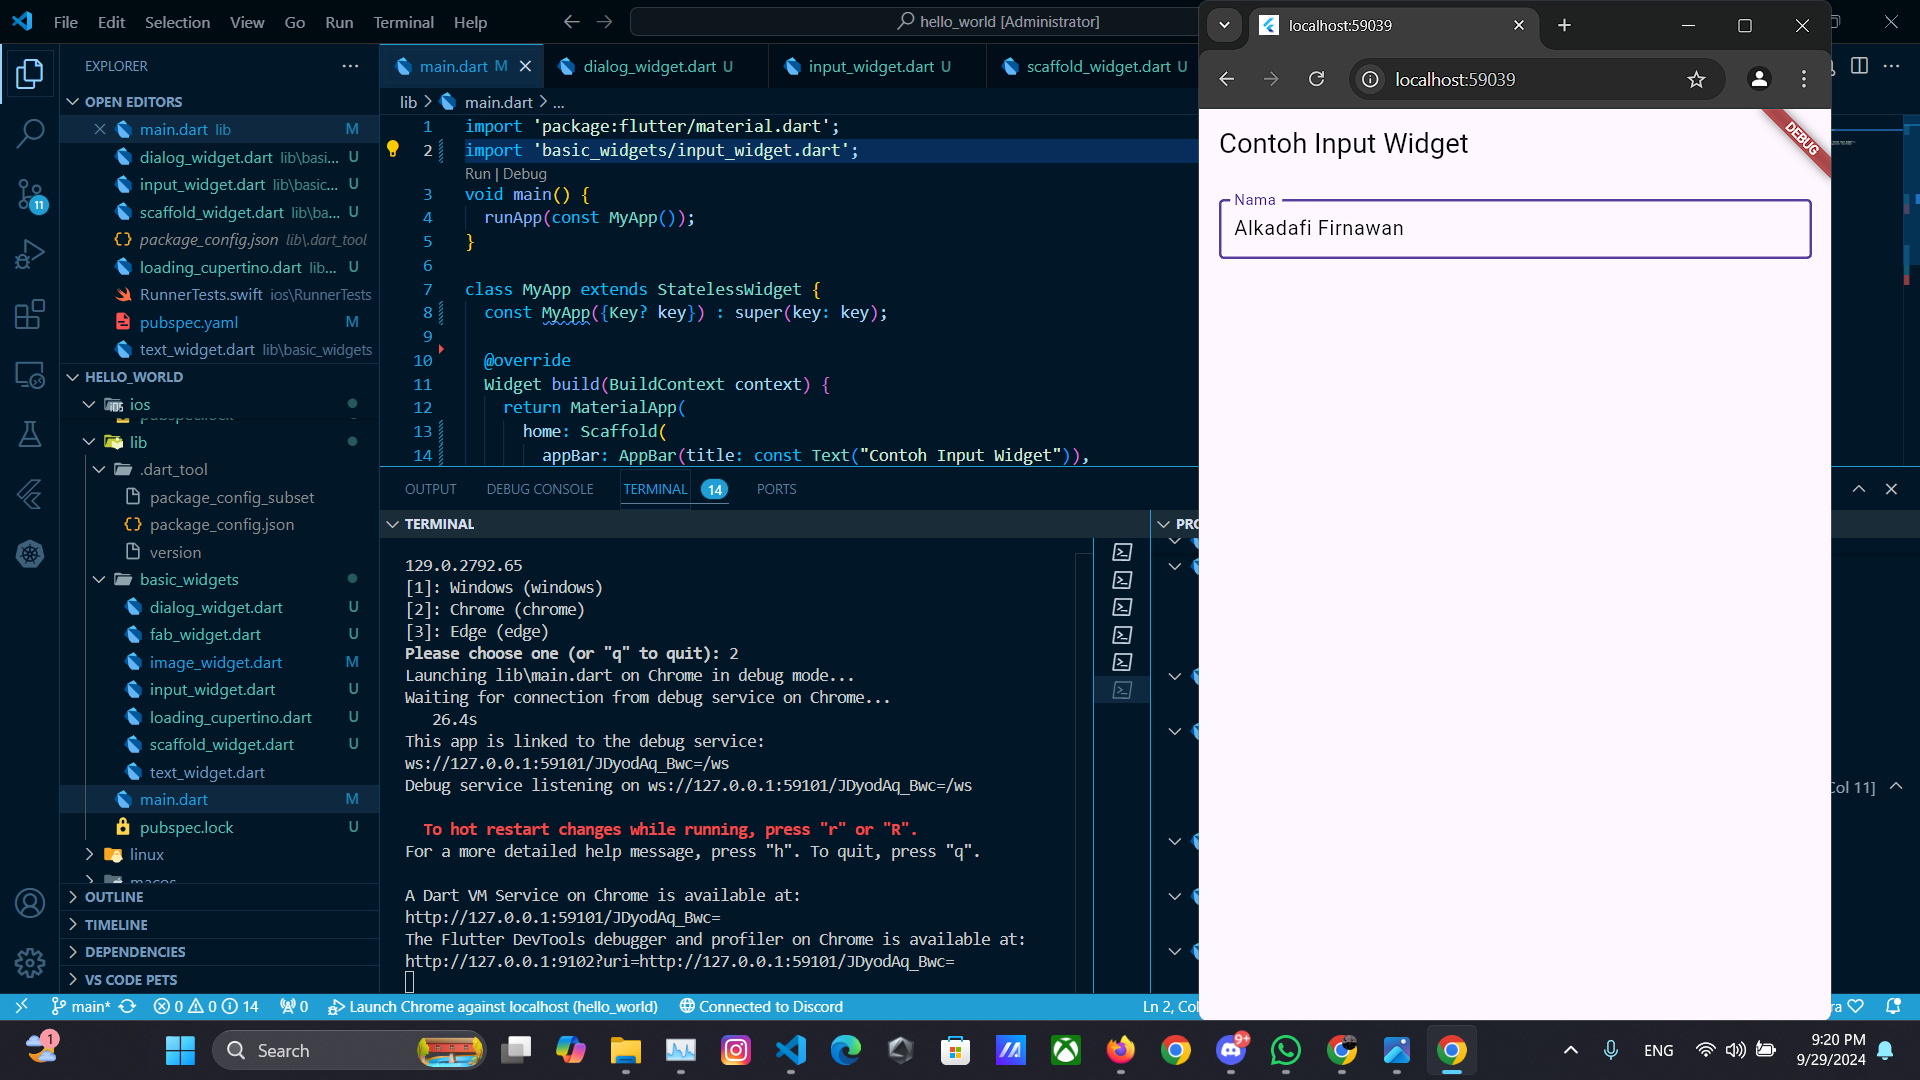 File Edit Selection View Go Run Terminal Help
hello_world [Administrator]
EXPLORER
OPEN EDITORS
main.dart lib M
dialog_widget.dart lib\basi... U
input_widget.dart lib\basic... U
scaffold_widget.dart lib\ba... U
package_config.json lib\.dart_tool
loading_cupertino.dart lib... U
RunnerTests.swift ios\RunnerTests
pubspec.yaml M
text_widget.dart lib\basic_widgets
HELLO_WORLD
ios
pubspec.lock
lib
.dart_tool
package_config_subset
package_config.json
version
basic_widgets
dialog_widget.dart U
fab_widget.dart U
image_widget.dart M
input_widget.dart U
loading_cupertino.dart U
scaffold_widget.dart U
text_widget.dart
main.dart M
pubspec.lock U
linux
macos
OUTLINE
TIMELINE
DEPENDENCIES
VS CODE PETS
11
main.dart M
dialog_widget.dart U
input_widget.dart U
scaffold_widget.dart U
lib > main.dart > ...
1 import 'package:flutter/material.dart';
2 import 'basic_widgets/input_widget.dart';
Run | Debug
3 void main() {
4 runApp(const MyApp());
5 }
6
7 class MyApp extends StatelessWidget {
8 const MyApp({Key? key}) : super(key: key);
9
10 @override
11 Widget build(BuildContext context) {
12 return MaterialApp(
13 home: Scaffold(
14 appBar: AppBar(title: const Text("Contoh Input Widget")),
OUTPUT DEBUG CONSOLE TERMINAL 14 PORTS
TERMINAL
129.0.2792.65
[1]: Windows (windows)
[2]: Chrome (chrome)
[3]: Edge (edge)
Please choose one (or "q" to quit): 2
Launching lib\main.dart on Chrome in debug mode...
Waiting for connection from debug service on Chrome...
26.4s
This app is linked to the debug service:
ws://127.0.0.1:59101/JDyodAq_Bwc=/ws
Debug service listening on ws://127.0.0.1:59101/JDyodAq_Bwc=/ws
To hot restart changes while running, press "r" or "R".
For a more detailed help message, press "h". To quit, press "q".
A Dart VM Service on Chrome is available at:
http://127.0.0.1:59101/JDyodAq_Bwc=
The Flutter DevTools debugger and profiler on Chrome is available at:
http://127.0.0.1:9102?uri=http://127.0.0.1:59101/JDyodAq_Bwc=
PRO
Col 11]
localhost:59039
localhost:59039
Contoh Input Widget
DEBUG
Nama
Alkadafi Firnawan
main* 0 0 14 0 Launch Chrome against localhost (hello_world) Connected to Discord Ln 2, Col
ra
1
Search
9+
ENG
9:20 PM
9/29/2024